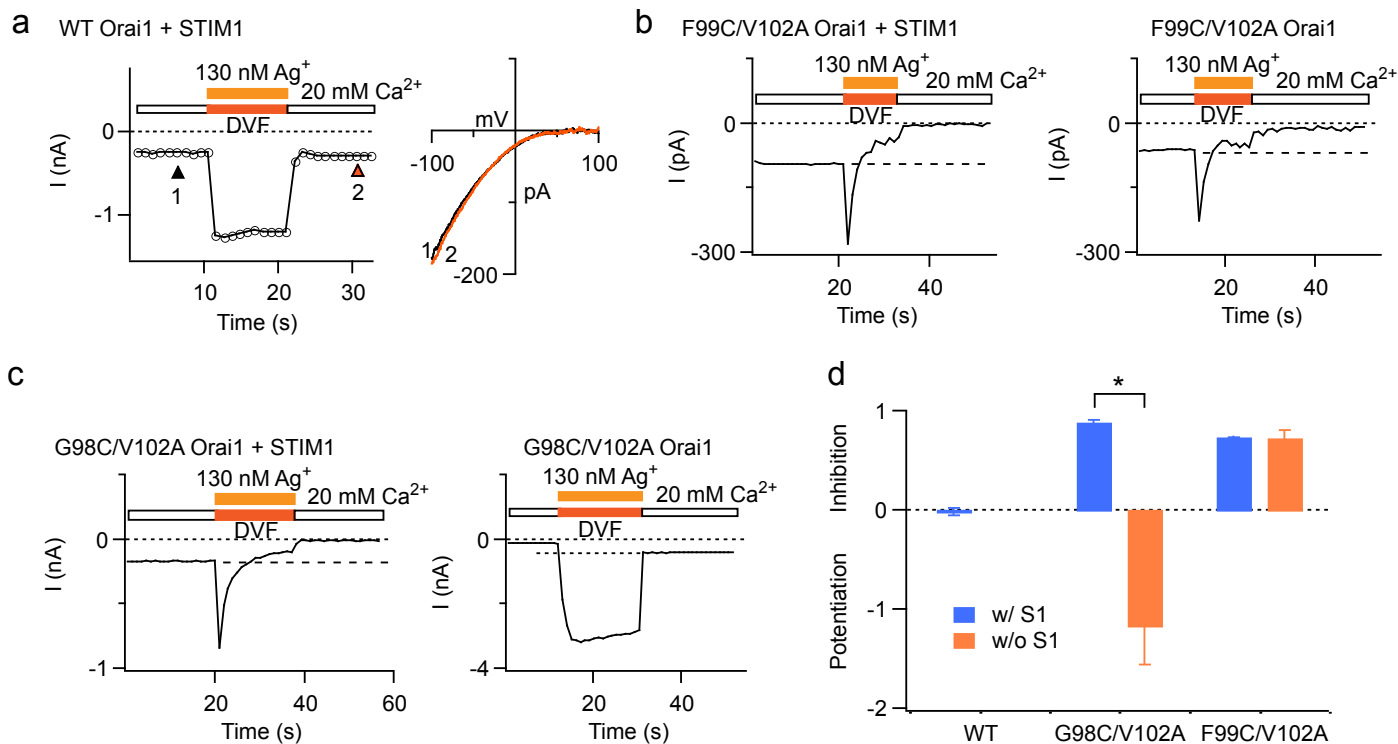 a
WT Orai1 + STIM1
130 nM Ag⁺
20 mM Ca²⁺
DVF
0
-1
I (nA)
1
2
10
20
30
Time (s)
mV
-100
100
pA
1
2
-200
b
F99C/V102A Orai1 + STIM1
130 nM Ag⁺
20 mM Ca²⁺
DVF
0
-300
I (pA)
20
40
Time (s)
F99C/V102A Orai1
130 nM Ag⁺
20 mM Ca²⁺
DVF
0
-300
I (pA)
20
40
Time (s)
c
G98C/V102A Orai1 + STIM1
130 nM Ag⁺
20 mM Ca²⁺
DVF
0
-1
I (nA)
20
40
60
Time (s)
G98C/V102A Orai1
130 nM Ag⁺
20 mM Ca²⁺
DVF
0
-4
I (nA)
20
40
Time (s)
d
*
1
0
-1
-2
Inhibition
Potentiation
w/ S1
w/o S1
WT
G98C/V102A
F99C/V102A